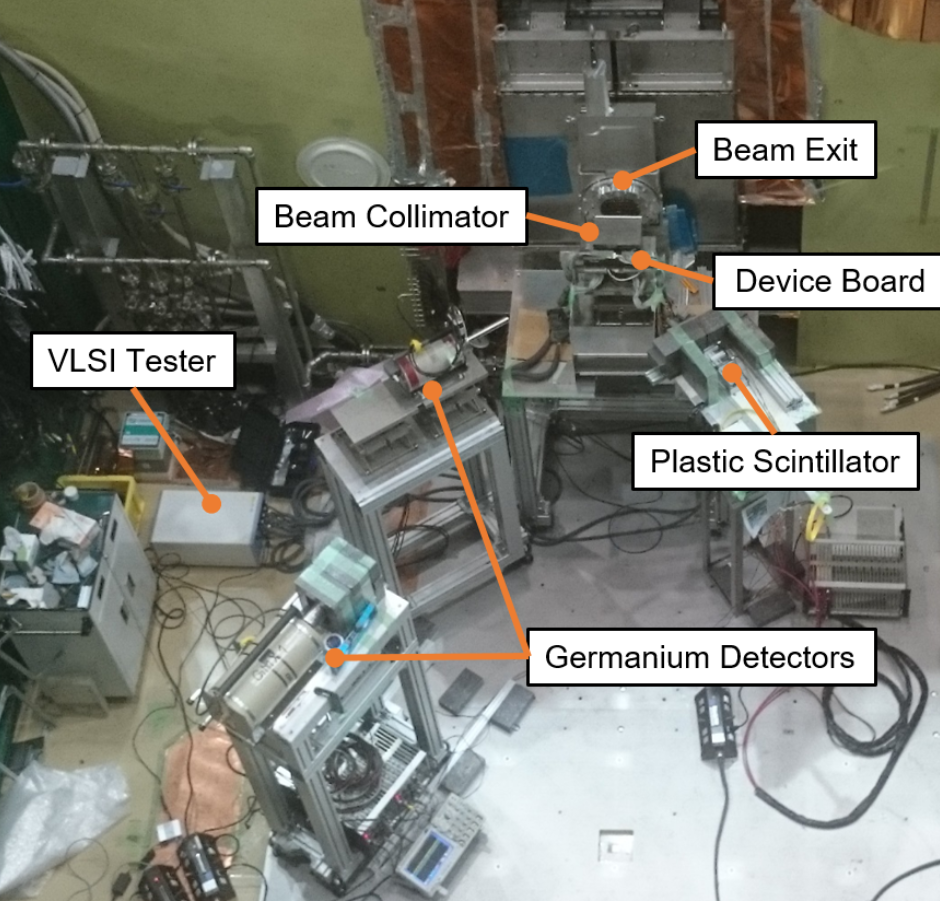 Beam Exit
Beam Collimator
Device Board
VLSI Tester
Plastic Scintillator
Germanium Detectors